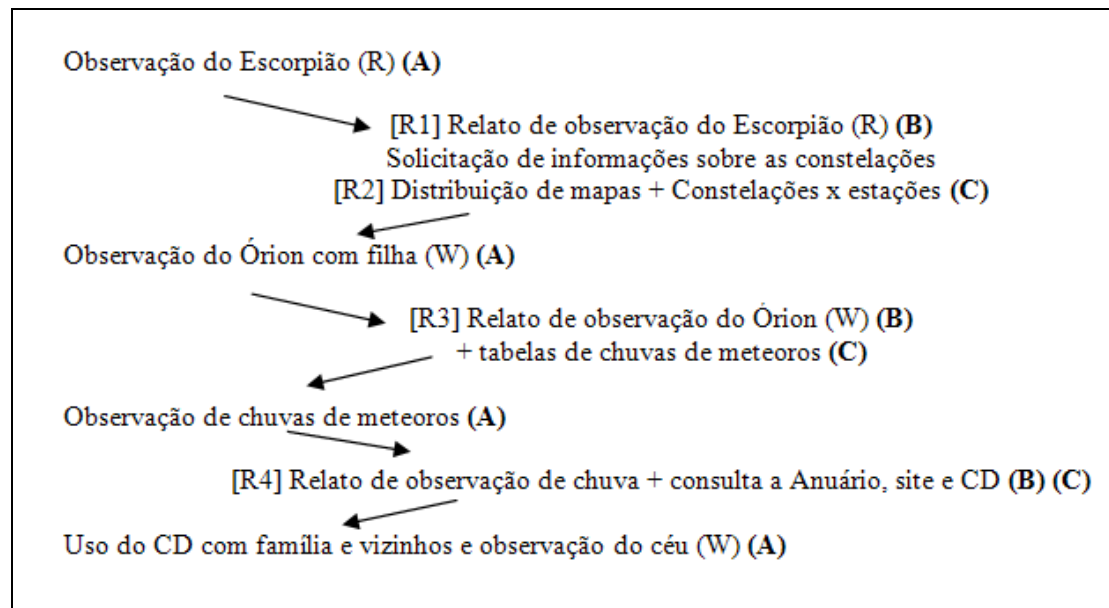 Observação do Escorpião (R) (A)
[R1] Relato de observação do Escorpião (R) (B)
Solicitação de informações sobre as constelações
[R2] Distribuição de mapas + Constelações x estações (C)
Observação do Órion com filha (W) (A)
[R3] Relato de observação do Órion (W) (B)
+ tabelas de chuvas de meteoros (C)
Observação de chuvas de meteoros (A)
[R4] Relato de observação de chuva + consulta a Anuário, site e CD (B) (C)
Uso do CD com família e vizinhos e observação do céu (W) (A)